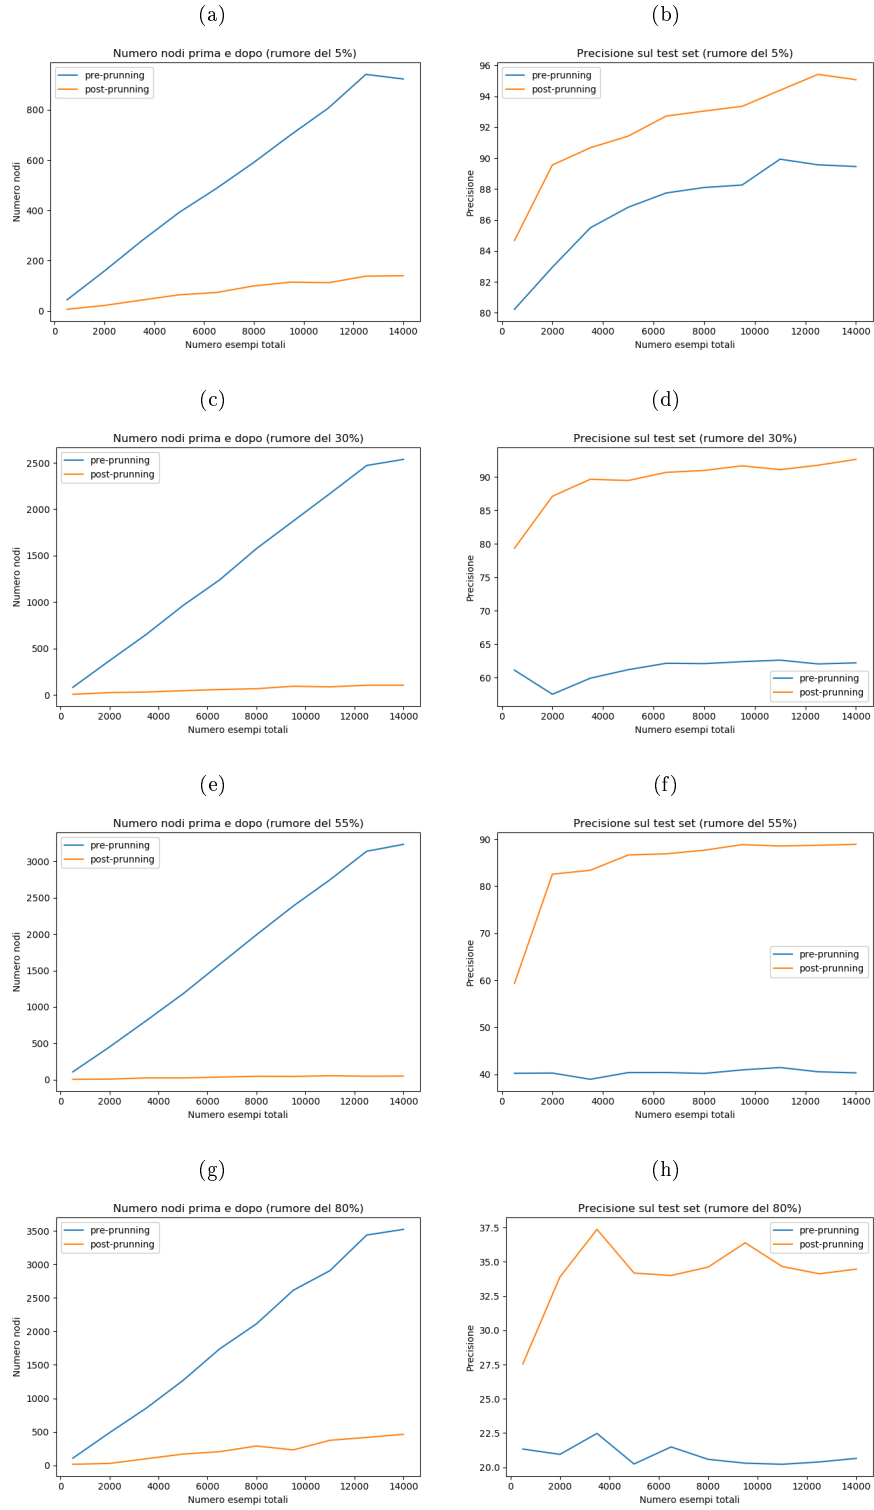 (a)
Numero nodi prima e dopo (rumore del 5%)
pre-prunning
post-prunning
800
600
400
200
0
Numero nodi
0 2000 4000 6000 8000 10000 12000 14000
Numero esempi totali
(b)
Precisione sul test set (rumore del 5%)
pre-prunning
post-prunning
96
94
92
90
88
86
84
82
80
Precisione
0 2000 4000 6000 8000 10000 12000 14000
Numero esempi totali
(c)
Numero nodi prima e dopo (rumore del 30%)
pre-prunning
post-prunning
2500
2000
1500
1000
500
0
Numero nodi
0 2000 4000 6000 8000 10000 12000 14000
Numero esempi totali
(d)
Precisione sul test set (rumore del 30%)
90
85
80
75
70
65
60
Precisione
pre-prunning
post-prunning
0 2000 4000 6000 8000 10000 12000 14000
Numero esempi totali
(e)
Numero nodi prima e dopo (rumore del 55%)
pre-prunning
post-prunning
3000
2500
2000
1500
1000
500
0
Numero nodi
0 2000 4000 6000 8000 10000 12000 14000
Numero esempi totali
(f)
Precisione sul test set (rumore del 55%)
90
80
70
60
50
40
Precisione
pre-prunning
post-prunning
0 2000 4000 6000 8000 10000 12000 14000
Numero esempi totali
(g)
Numero nodi prima e dopo (rumore del 80%)
pre-prunning
post-prunning
3500
3000
2500
2000
1500
1000
500
0
Numero nodi
0 2000 4000 6000 8000 10000 12000 14000
Numero esempi totali
(h)
Precisione sul test set (rumore del 80%)
pre-prunning
post-prunning
37.5
35.0
32.5
30.0
27.5
25.0
22.5
20.0
Precisione
0 2000 4000 6000 8000 10000 12000 14000
Numero esempi totali